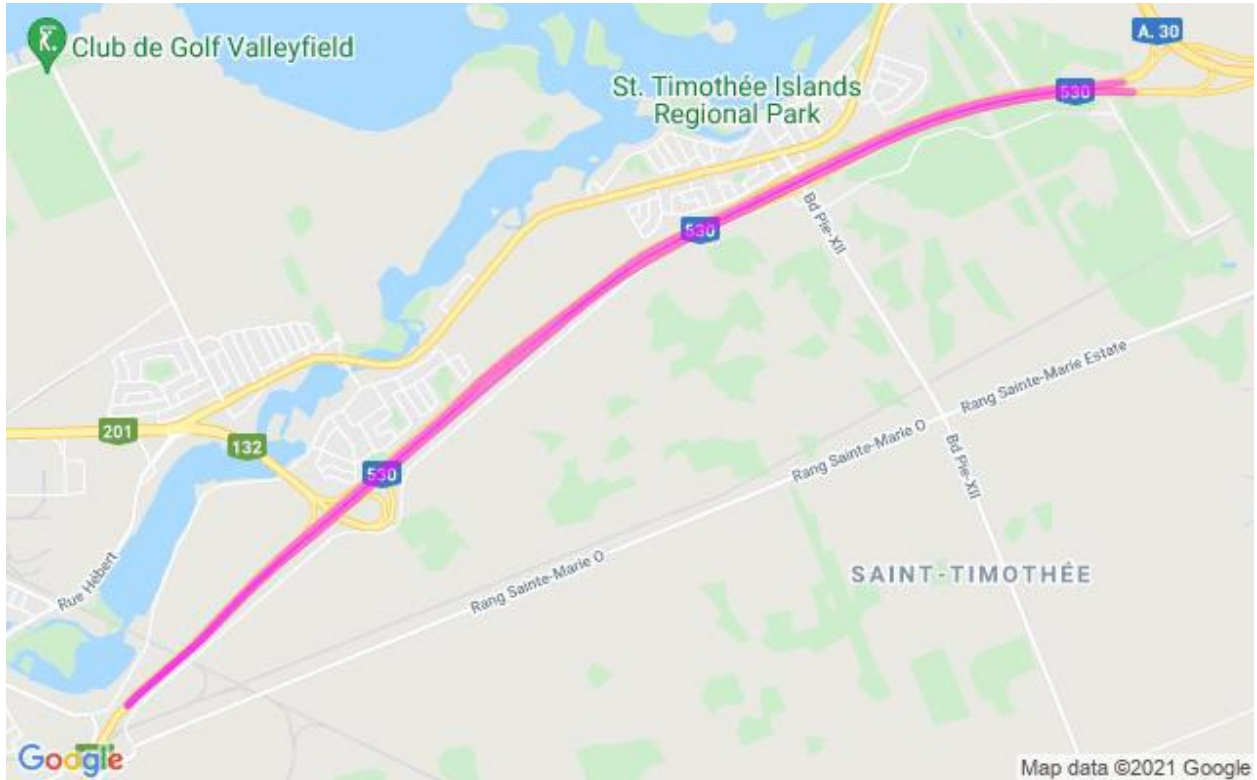 A. 30
Club de Golf Valleyfield
St. Timothée Islands
Regional Park
530
Bd Pie-XII
530
Rang Sainte-Marie Estate
201
132
Rang Sainte-Marie O
Bd Pie-XII
530
Rue Hébert
Rang Sainte-Marie O
SAINT-TIMOTHÉE
Google
Map data ©2021 Google